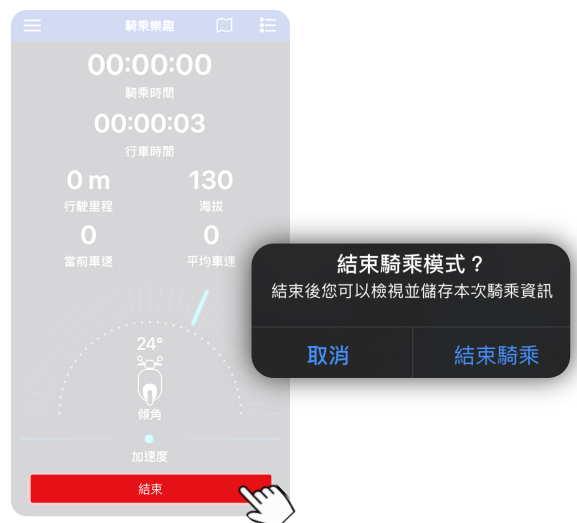 騎乘樂趣
00:00:00
騎乘時間
00:00:03
行車時間
0 m
130
行駛里程
海拔
0
0
當前車速
平均車速
24°
傾角
加速度
結束
結束騎乘模式？
結束後您可以檢視並儲存本次騎乘資訊
取消
結束騎乘